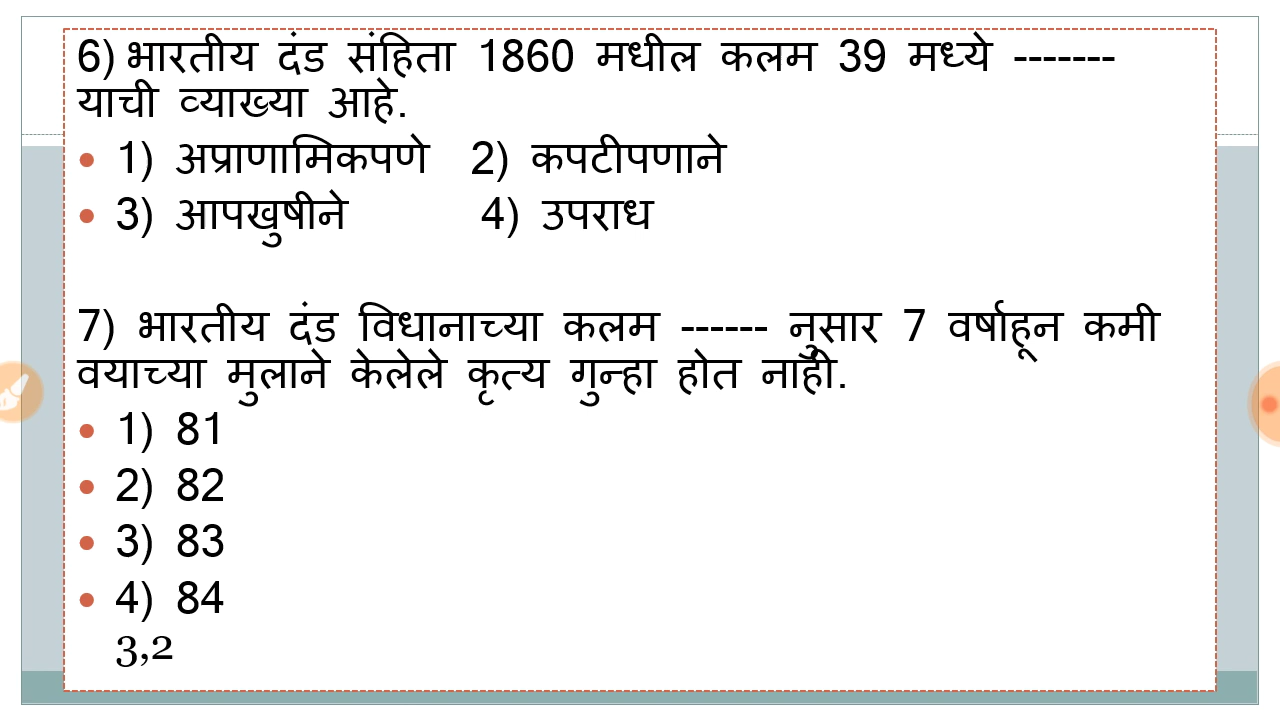 6) भारतीय दंड संहिता 1860 मधील कलम 39 मध्ये -------
याची व्याख्या आहे.
• 1) अप्राणामिकपणे 2) कपटीपणाने
• 3) आपखुषीने 4) उपराध
7) भारतीय दंड विधानाच्या कलम ------ नुसार 7 वर्षाहून कमी
वयाच्या मुलाने केलेले कृत्य गुन्हा होत नाही.
• 1) 81
• 2) 82
• 3) 83
• 4) 84
3,2